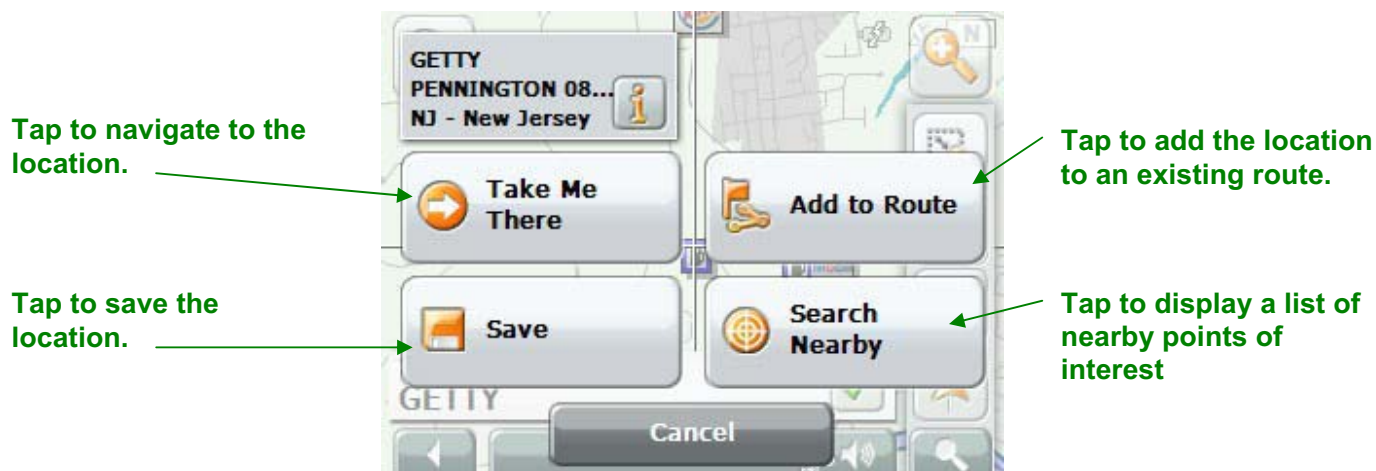 GETTY
PENNINGTON 08...
NJ - New Jersey
N
Tap to navigate to the
location.
Take Me
There
Add to Route
Tap to add the location
to an existing route.
Tap to save the
location.
Save
Search
Nearby
Tap to display a list of
nearby points of
interest
GETTY
Cancel